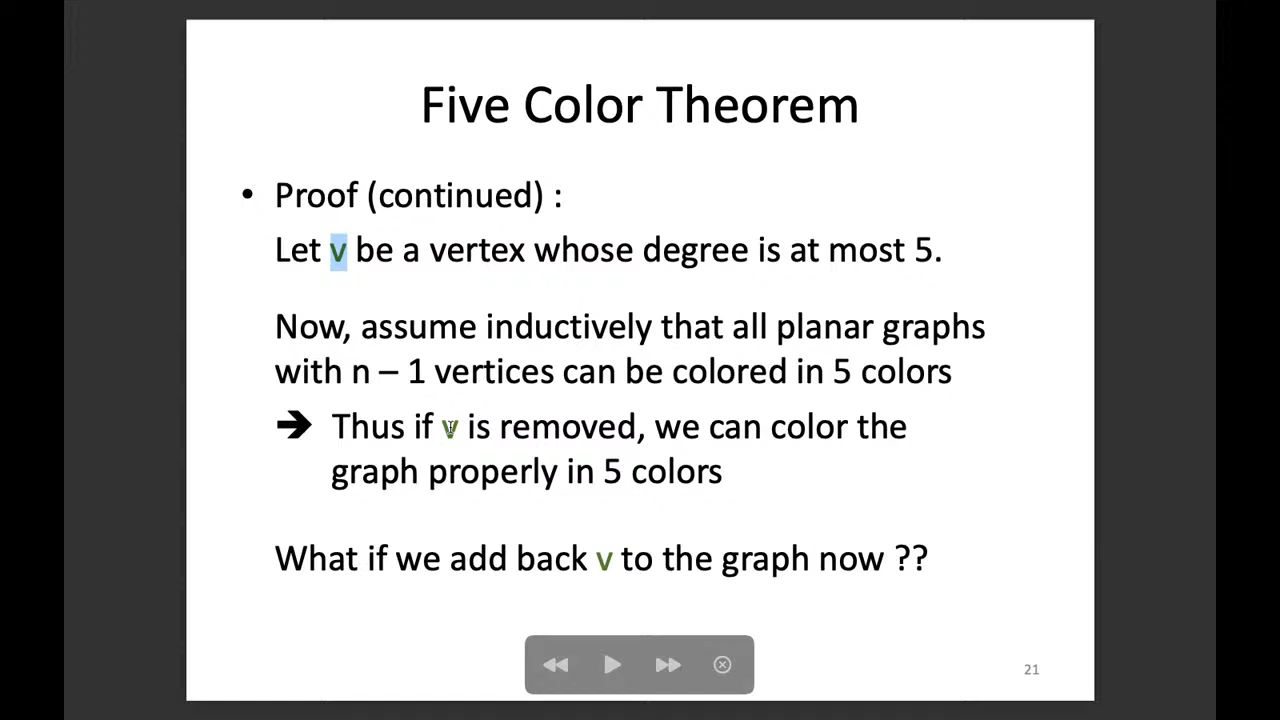 Five Color Theorem
• Proof (continued) :
Let v be a vertex whose degree is at most 5.
Now, assume inductively that all planar graphs
with n – 1 vertices can be colored in 5 colors
➔ Thus if v is removed, we can color the
graph properly in 5 colors
What if we add back v to the graph now ??
21